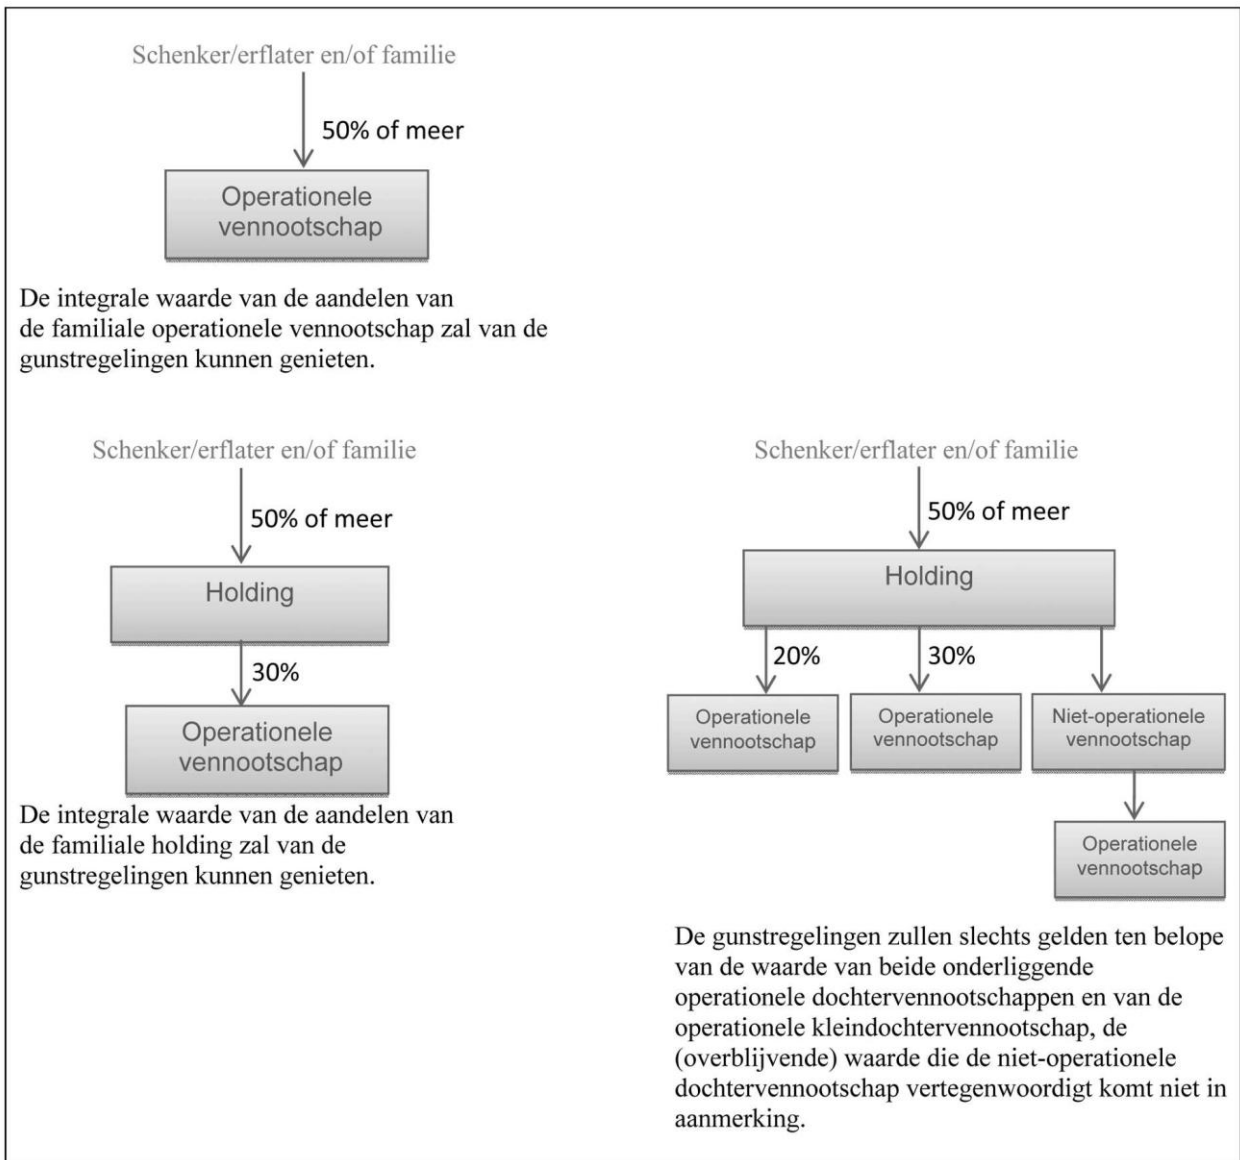 Schenker/erflater en/of familie
50% of meer
Operationele
vennootschap
De integrale waarde van de aandelen van
de familiale operationele vennootschap zal van de
gunstregelingen kunnen genieten.
Schenker/erflater en/of familie
50% of meer
Holding
30%
Operationele
vennootschap
De integrale waarde van de aandelen van
de familiale holding zal van de
gunstregelingen kunnen genieten.
Schenker/erflater en/of familie
50% of meer
Holding
20%
30%
Operationele
vennootschap
Operationele
vennootschap
Niet-operationele
vennootschap
Operationele
vennootschap
De gunstregelingen zullen slechts gelden ten belope
van de waarde van beide onderliggende
operationele dochtervennootschappen en van de
operationele kleindochtervennootschap, de
(overblijvende) waarde die de niet-operationele
dochtervennootschap vertegenwoordigt komt niet in
aanmerking.